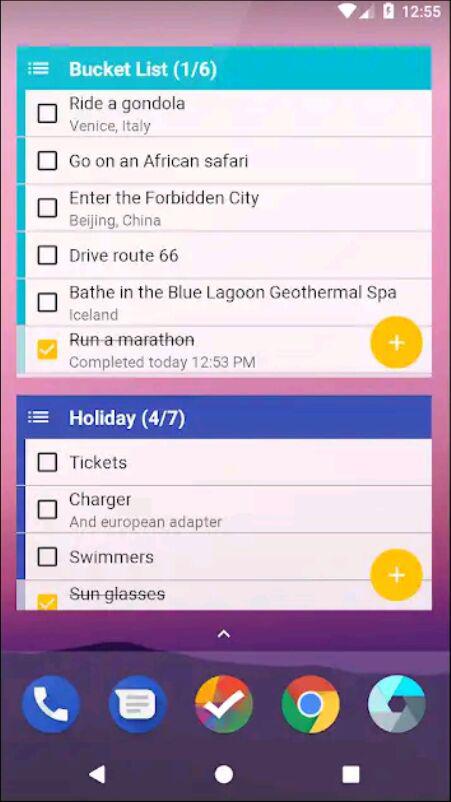 12:55
Bucket List (1/6)
Ride a gondola
Venice, Italy
Go on an African safari
Enter the Forbidden City
Beijing, China
Drive route 66
Bathe in the Blue Lagoon Geothermal Spa
Iceland
Run a marathon
Completed today 12:53 PM
Holiday (4/7)
Tickets
Charger
And european adapter
Swimmers
Sun glasses